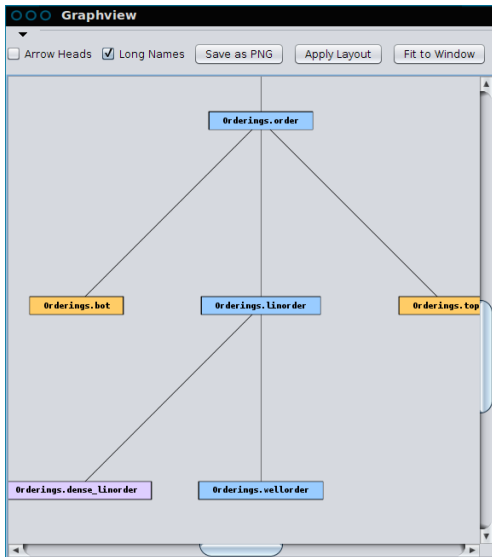 Graphview
Arrow Heads Long Names Save as PNG Apply Layout Fit to Window
Orderings.order
Orderings.bot Orderings.linorder Orderings.top
Orderings.dense_linorder Orderings.wellorder